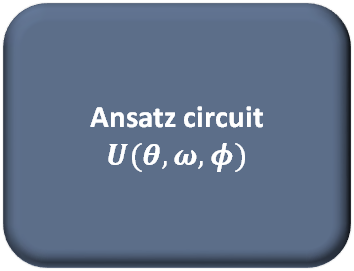 Ansatz circuit
U(θ, ω, ϕ)